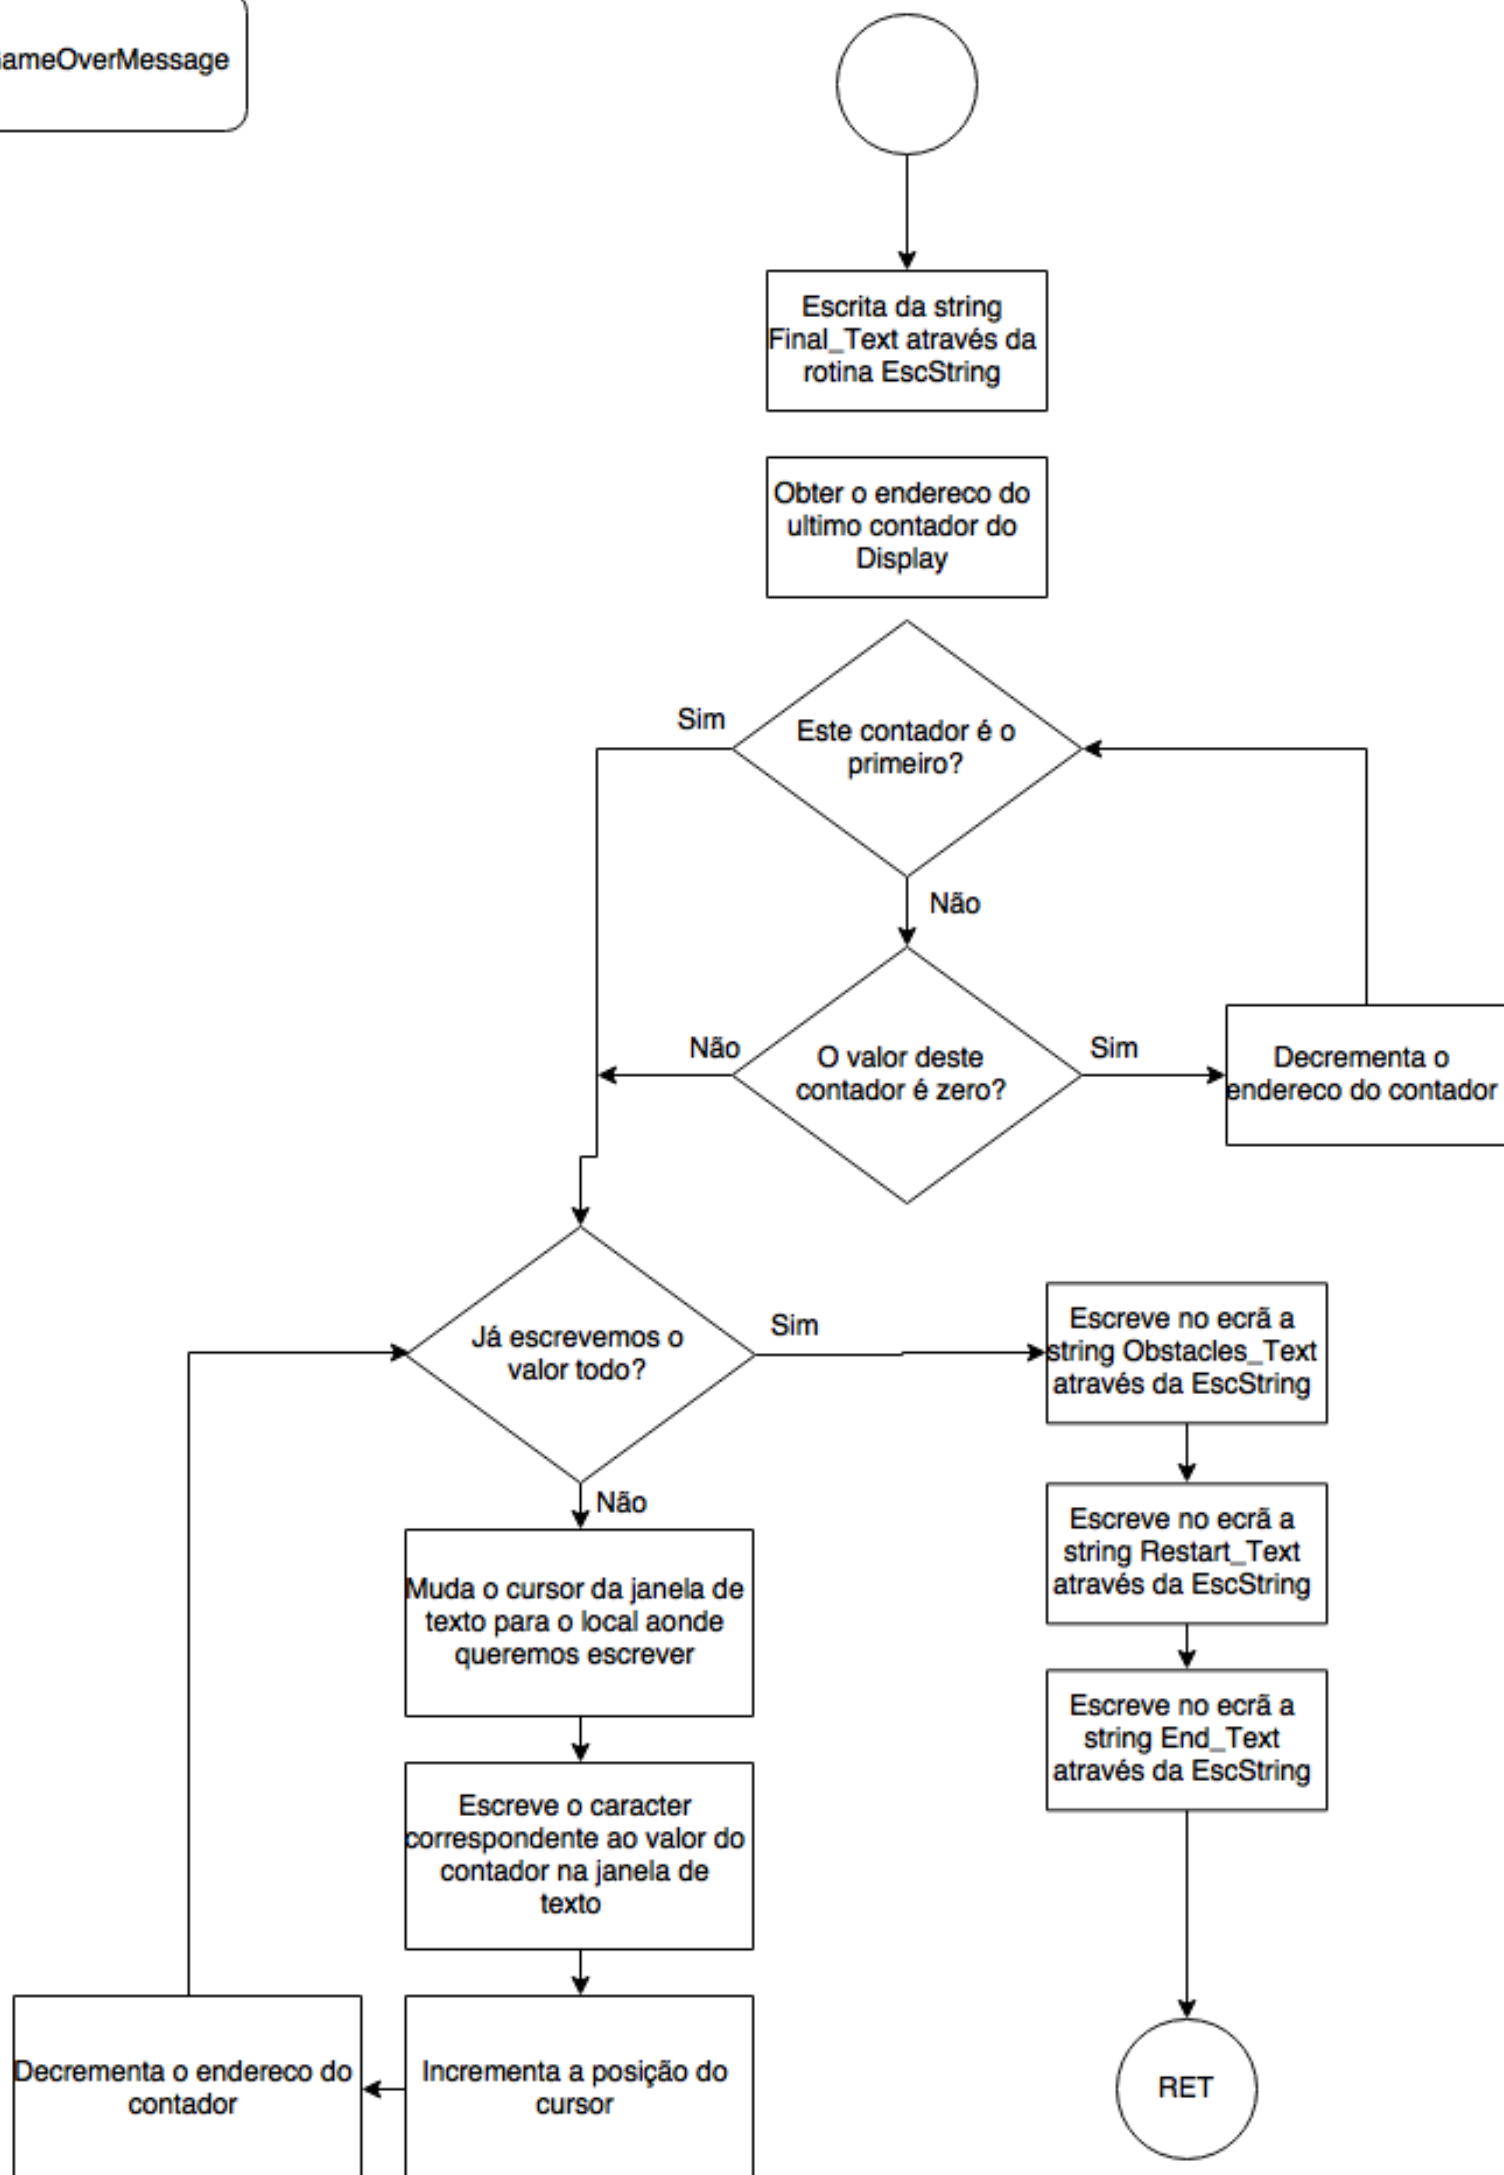 ameOverMessage
Escrita da string
Final_Text através da
rotina EscString
Obter o endereco do
ultimo contador do
Display
Sim
Este contador é o
primeiro?
Não
Não
O valor deste
contador é zero?
Sim
Decrementa o
endereco do contador
Já escrevemos o
valor todo?
Sim
Escreve no ecrã a
string Obstacles_Text
através da EscString
Não
Escreve no ecrã a
string Restart_Text
através da EscString
Muda o cursor da janela de
texto para o local aonde
queremos escrever
Escreve no ecrã a
string End_Text
através da EscString
Escreve o caracter
correspondente ao valor do
contador na janela de
texto
Decrementa o endereco do
contador
Incrementa a posição do
cursor
RET